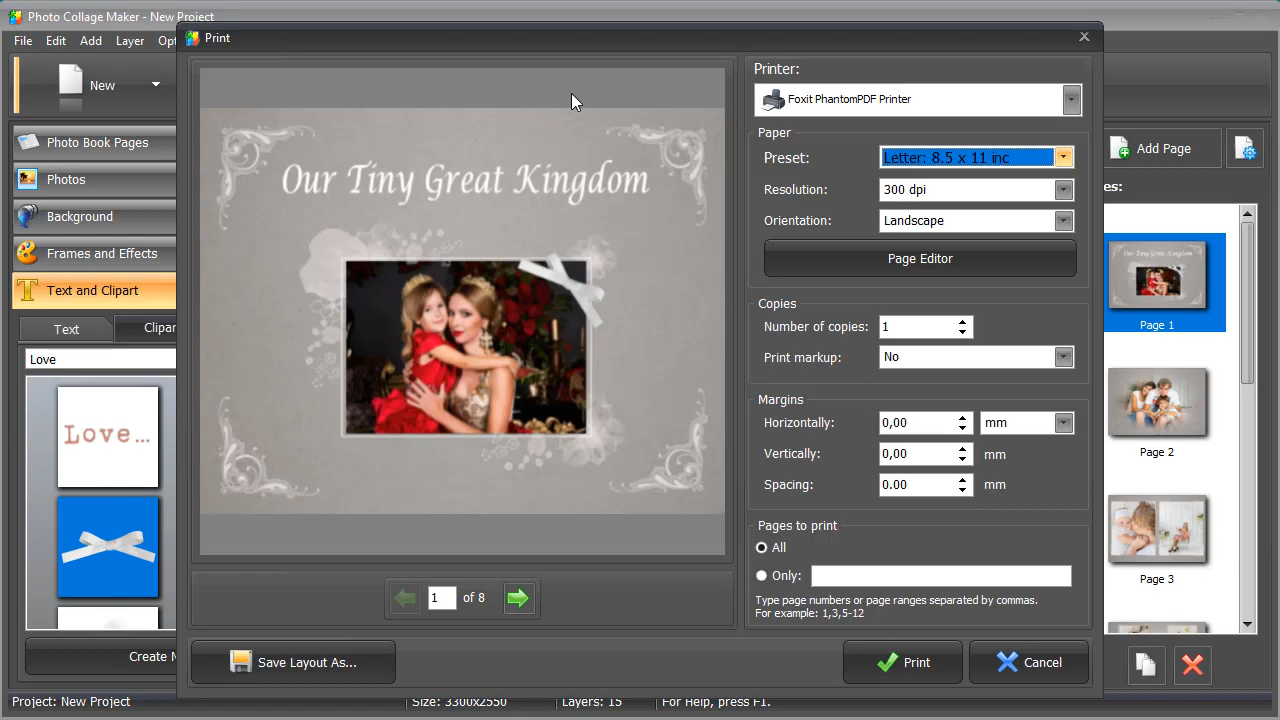 Photo Collage Maker - New Project
File Edit Add Layer Opt
New
Photo Book Pages
Photos
Background
Frames and Effects
Text and Clipart
Text Clipar
Love
Love...
Create N
Project: New Project
Size: 3300x2550
Layers: 15
For Help, press F1.
Print
Our Tiny Great Kingdom
1 of 8
Save Layout As...
Printer:
Foxit PhantomPDF Printer
Paper
Preset: Letter: 8.5 x 11 inc
Resolution: 300 dpi
Orientation: Landscape
Page Editor
Copies
Number of copies: 1
Print markup: No
Margins
Horizontally: 0,00 mm
Vertically: 0,00 mm
Spacing: 0.00 mm
Pages to print
All
Only:
Type page numbers or page ranges separated by commas.
For example: 1,3,5-12
Print
Cancel
Add Page
es:
Our Tiny Great Kingdom
Page 1
Page 2
Page 3